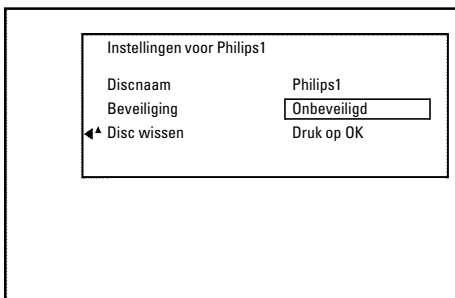 Instellingen voor Philips1
Discnaam Philips1
Beveiliging Onbeveiligd
Disc wissen Druk op OK